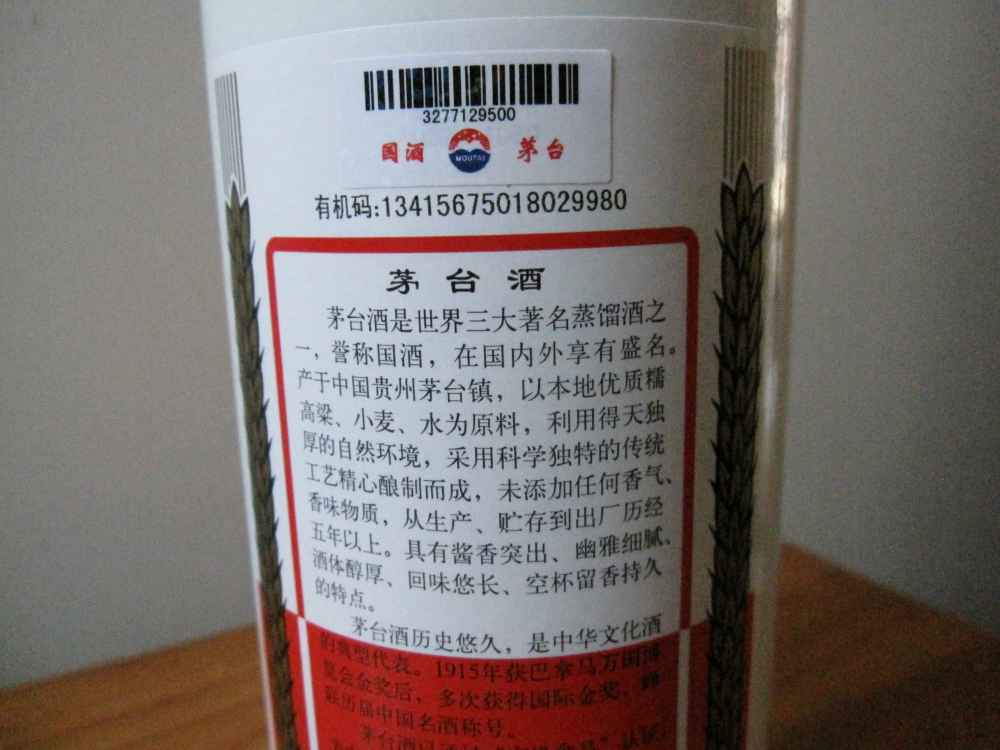 3277129500
国酒 MOUTAI 茅台
有机码:13415675018029980
茅台酒
茅台酒是世界三大著名蒸馏酒之
一，誉称国酒，在国内外享有盛名。
产于中国贵州茅台镇，以本地优质糯
高粱、小麦、水为原料，利用得天独
厚的自然环境，采用科学独特的传统
工艺精心酿制而成，未添加任何香气、
香味物质，从生产、贮存到出厂历经
五年以上。具有酱香突出、幽雅细腻、
酒体醇厚、回味悠长、空杯留香持久
的特点。
茅台酒历史悠久，是中华文化酒
的典型代表。1915年获巴拿马万国博
览会金奖后，多次获得国际金奖，蝉
联历届中国名酒称号。